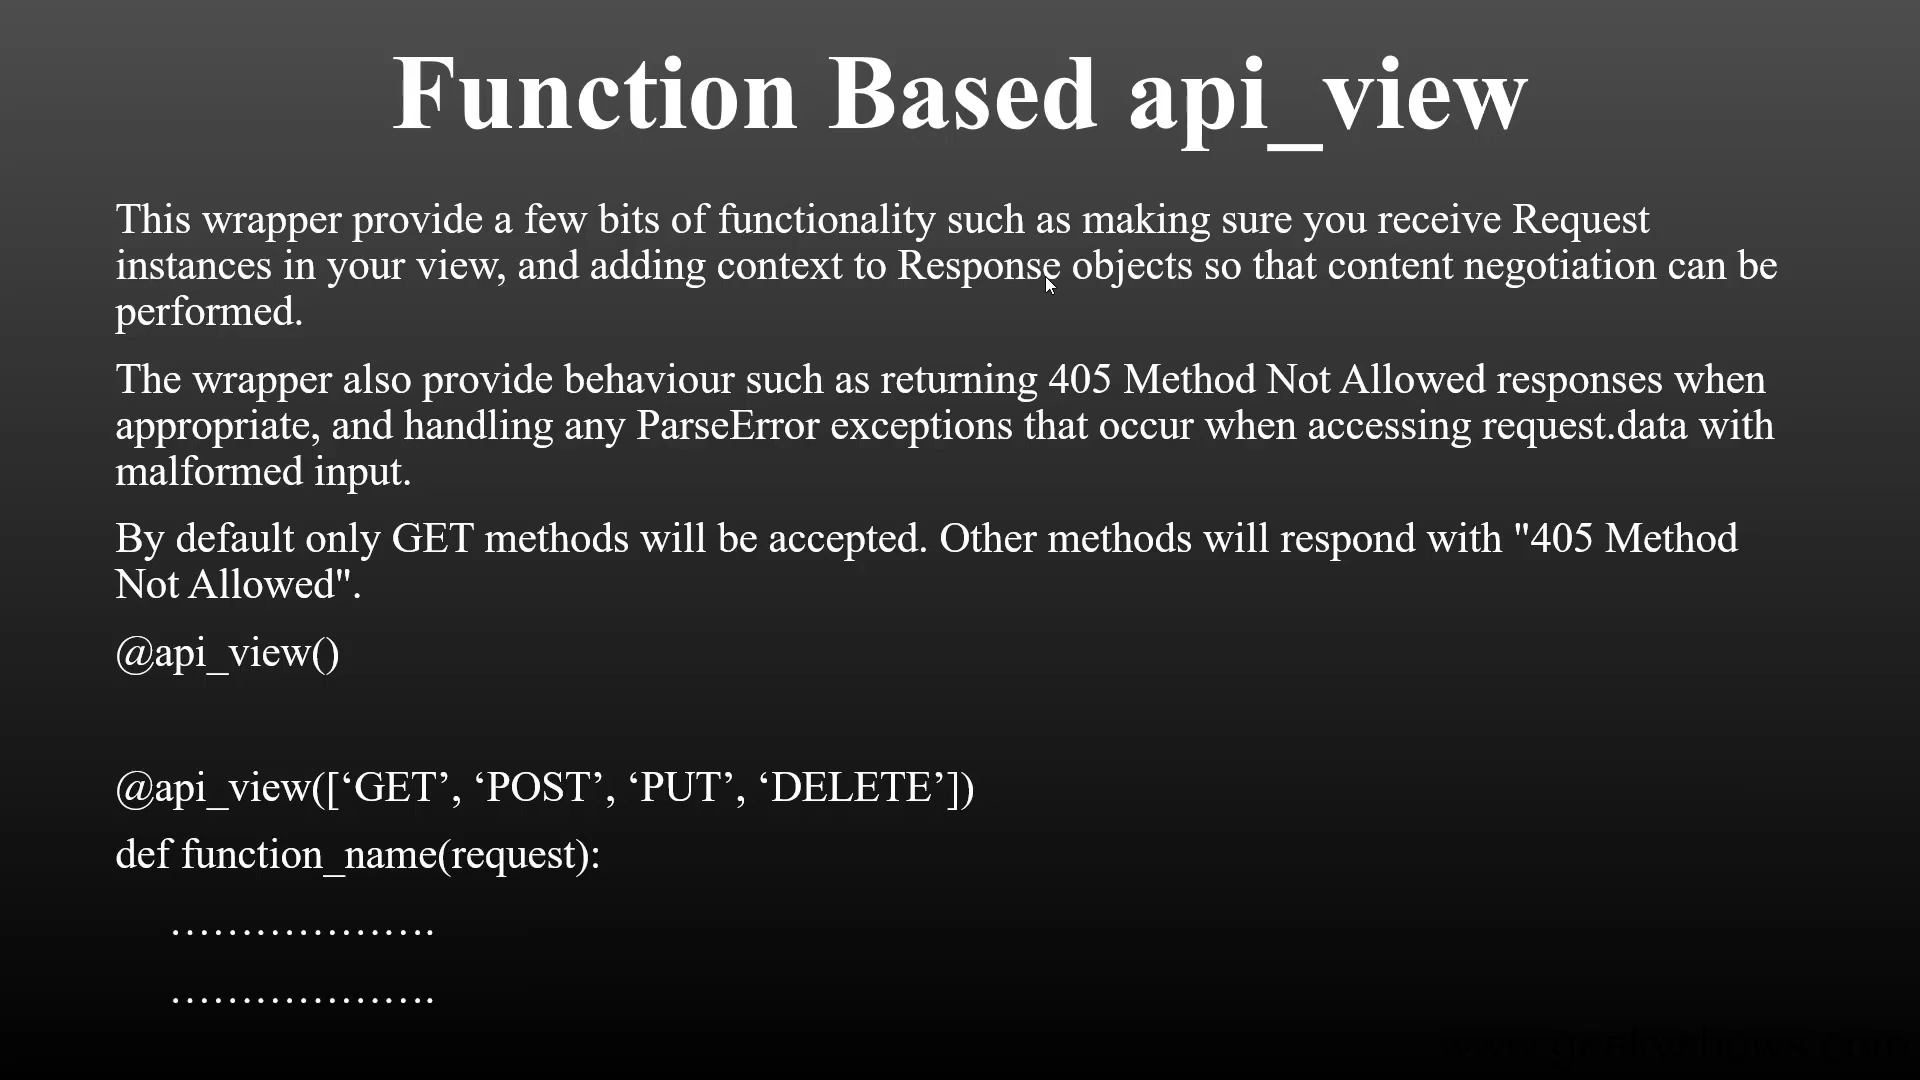 Function Based api_view
This wrapper provide a few bits of functionality such as making sure you receive Request
instances in your view, and adding context to Response objects so that content negotiation can be
performed.
The wrapper also provide behaviour such as returning 405 Method Not Allowed responses when
appropriate, and handling any ParseError exceptions that occur when accessing request.data with
malformed input.
By default only GET methods will be accepted. Other methods will respond with "405 Method
Not Allowed".
@api_view()
@api_view([‘GET’, ‘POST’, ‘PUT’, ‘DELETE’])
def function_name(request):
……………….
……………….